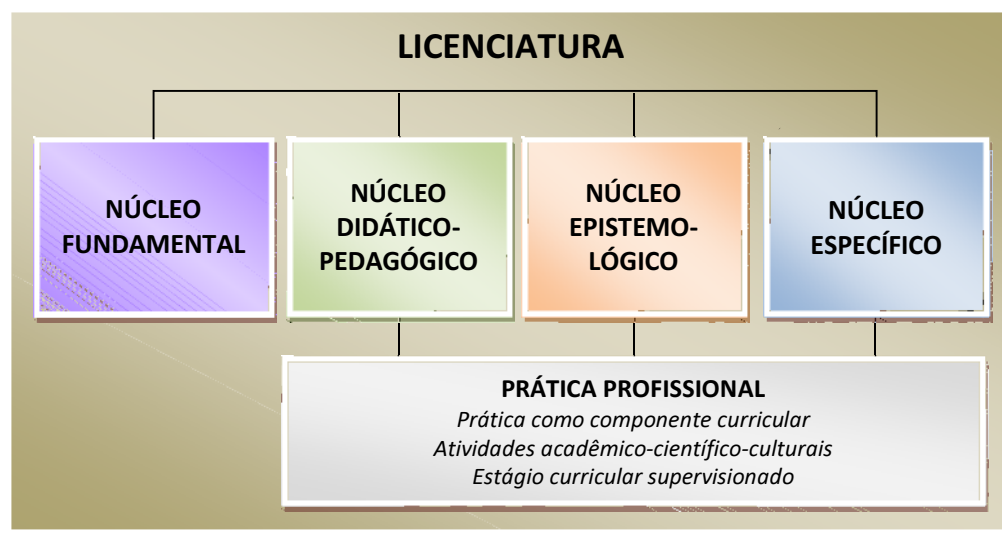 LICENCIATURA
NÚCLEO
FUNDAMENTAL
NÚCLEO
DIDÁTICO-
PEDAGÓGICO
NÚCLEO
EPISTEMO-
LÓGICO
NÚCLEO
ESPECÍFICO
PRÁTICA PROFISSIONAL
Prática como componente curricular
Atividades acadêmico-científico-culturais
Estágio curricular supervisionado